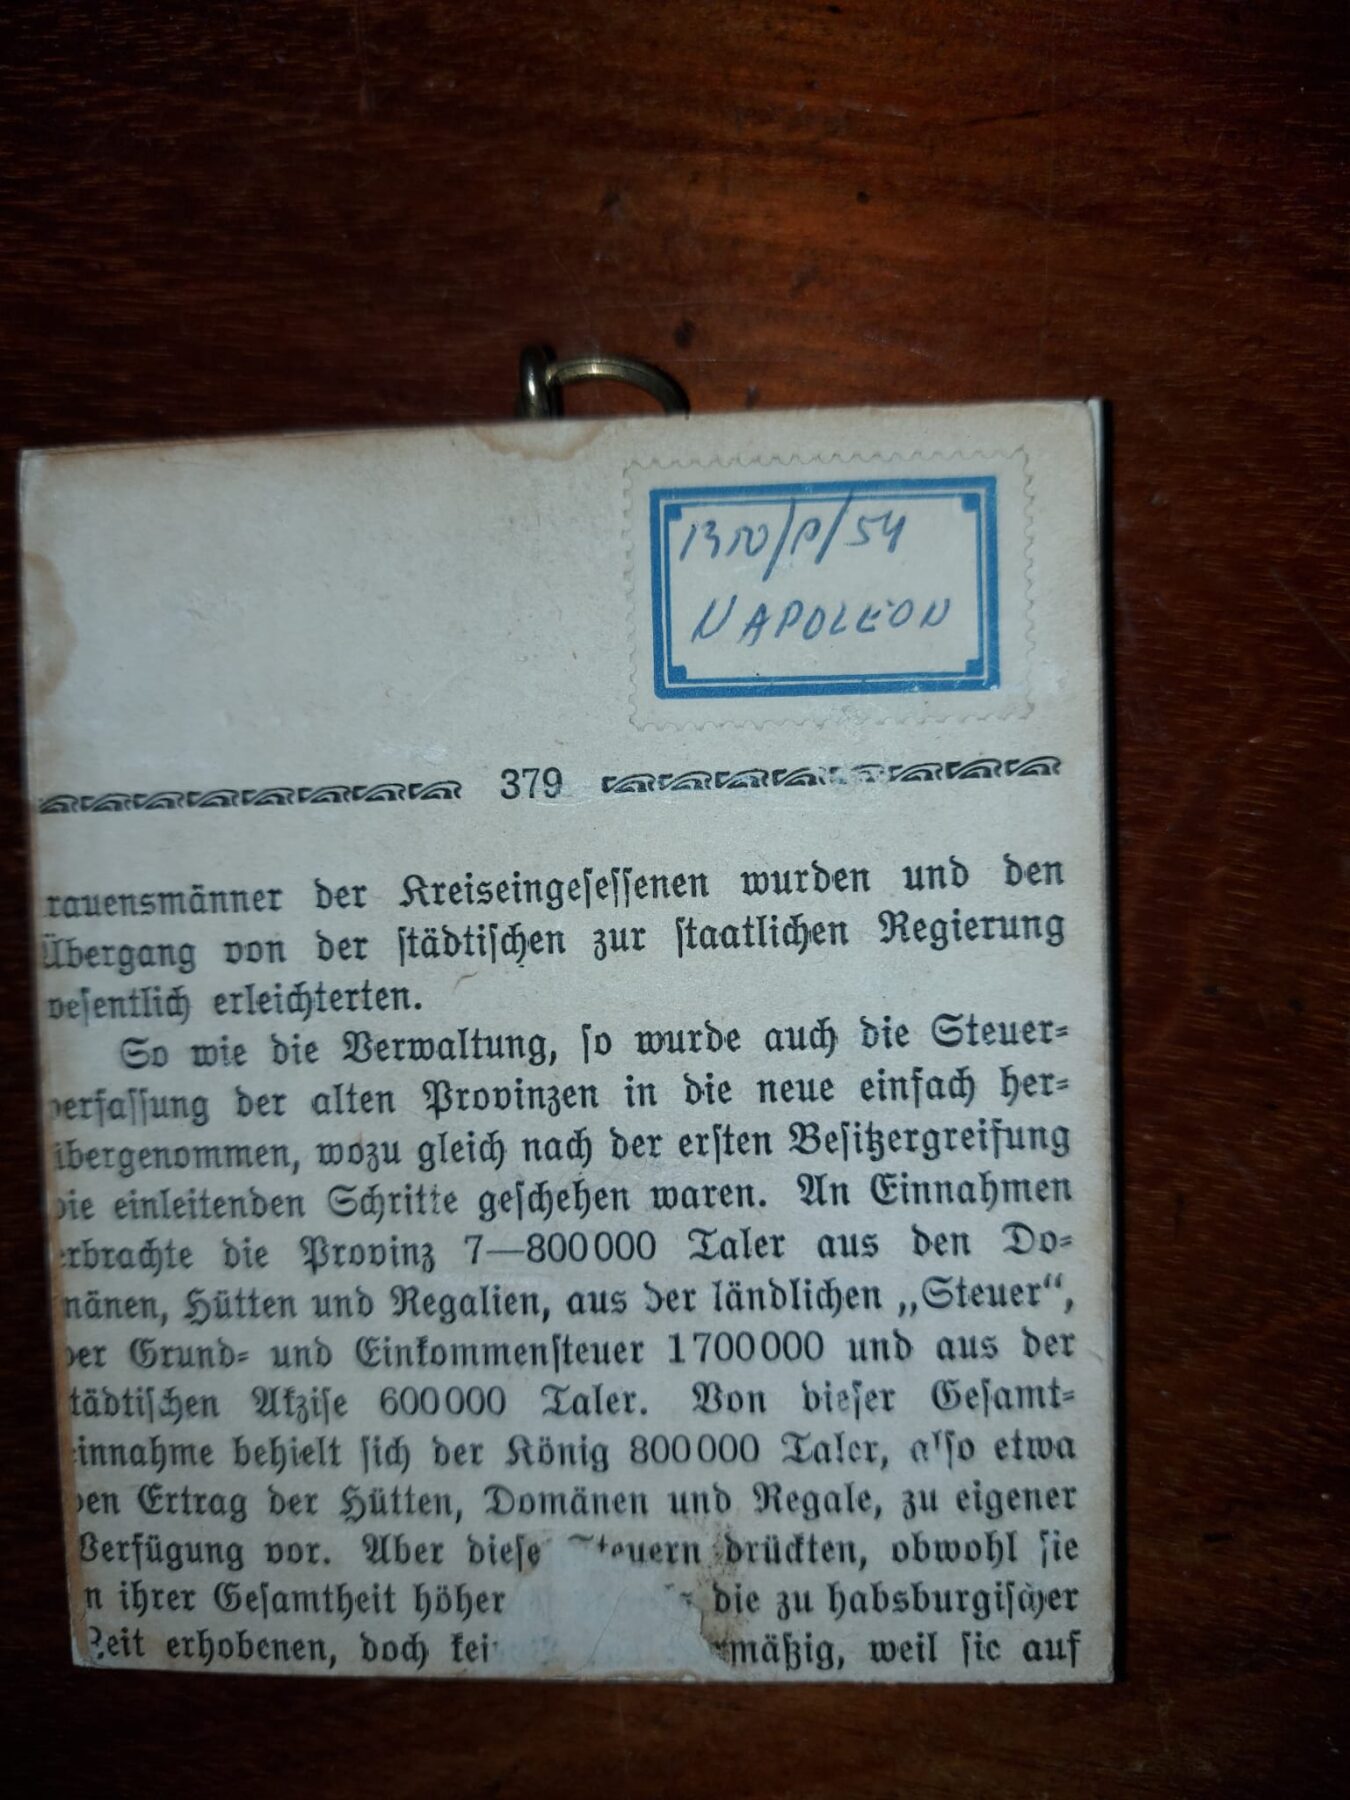 1350/P/54
NAPOLEON
379
rauensmänner der Kreiseingesessenen wurden und den
Übergang von der städtischen zur staatlichen Regierung
wesentlich erleichterten.
So wie die Verwaltung, so wurde auch die Steuer-
verfassung der alten Provinzen in die neue einfach her-
übergenommen, wozu gleich nach der ersten Besitzergreifung
die einleitenden Schritte geschehen waren. An Einnahmen
erbrachte die Provinz 7—800000 Taler aus den Do-
mänen, Hütten und Regalien, aus der ländlichen „Steuer“,
der Grund- und Einkommensteuer 1700000 und aus der
städtischen Akzise 600000 Taler. Von dieser Gesamt-
einnahme behielt sich der König 800000 Taler, also etwa
den Ertrag der Hütten, Domänen und Regale, zu eigener
Verfügung vor. Aber diese Steuern drückten, obwohl sie
in ihrer Gesamtheit höher die zu habsburgischer
Zeit erhobenen, doch kei mäßig, weil sie auf